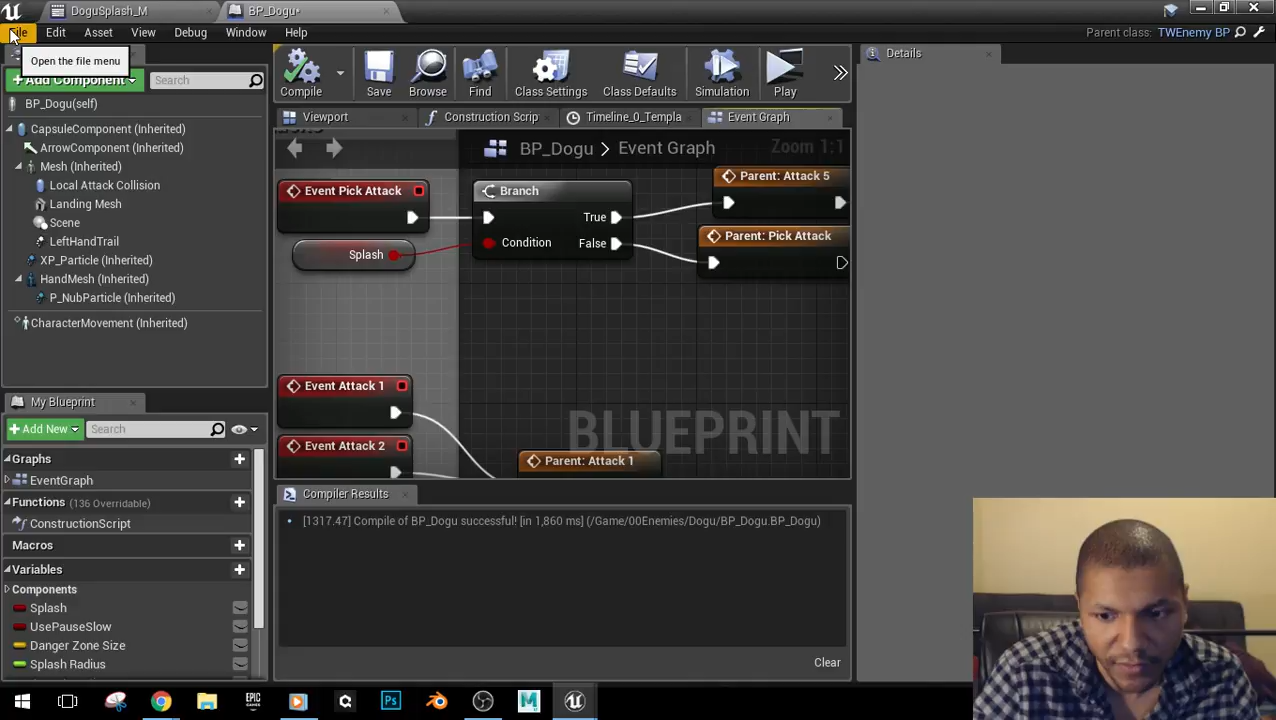 DoguSplash_M
BP_Dogu*
File Edit Asset View Debug Window Help
Parent class: TWEnemy BP
Open the file menu
Add Component
Search
BP_Dogu(self)
CapsuleComponent (Inherited)
ArrowComponent (Inherited)
Mesh (Inherited)
Local Attack Collision
Landing Mesh
Scene
LeftHandTrail
XP_Particle (Inherited)
HandMesh (Inherited)
P_NubParticle (Inherited)
CharacterMovement (Inherited)
My Blueprint
Add New
Search
Graphs
EventGraph
Functions (136 Overridable)
ConstructionScript
Macros
Variables
Components
Splash
UsePauseSlow
Danger Zone Size
Splash Radius
Compile Save Browse Find Class Settings Class Defaults Simulation Play
Viewport Construction Scrip Timeline_0_Templa Event Graph
BP_Dogu > Event Graph
Zoom 1:1
Event Pick Attack
Splash
Branch
True
Condition False
Parent: Attack 5
Parent: Pick Attack
Event Attack 1
Event Attack 2
Parent: Attack 1
BLUEPRINT
Compiler Results
[1317.47] Compile of BP_Dogu successful! [in 1,860 ms] (/Game/00Enemies/Dogu/BP_Dogu.BP_Dogu)
Clear
Details
EPIC
GAMES
Ps
M